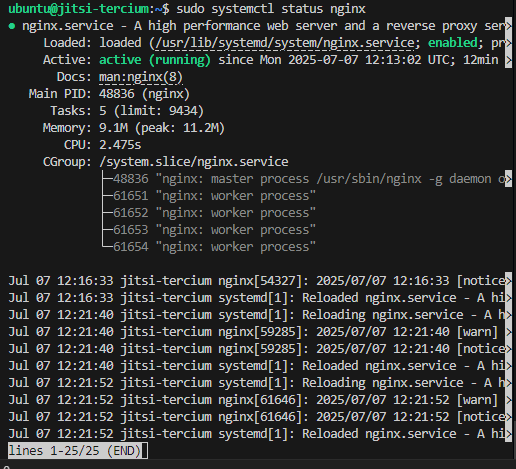 ubuntu@jitsi-tercium:~$ sudo systemctl status nginx
● nginx.service - A high performance web server and a reverse proxy ser>
Loaded: loaded (/usr/lib/systemd/system/nginx.service; enabled; pr>
Active: active (running) since Mon 2025-07-07 12:13:02 UTC; 12min >
Docs: man:nginx(8)
Main PID: 48836 (nginx)
Tasks: 5 (limit: 9434)
Memory: 9.1M (peak: 11.2M)
CPU: 2.475s
CGroup: /system.slice/nginx.service
├─48836 "nginx: master process /usr/sbin/nginx -g daemon o>
├─61651 "nginx: worker process"
├─61652 "nginx: worker process"
├─61653 "nginx: worker process"
└─61654 "nginx: worker process"
Jul 07 12:16:33 jitsi-tercium nginx[54327]: 2025/07/07 12:16:33 [notice>
Jul 07 12:16:33 jitsi-tercium systemd[1]: Reloaded nginx.service - A hi>
Jul 07 12:21:40 jitsi-tercium systemd[1]: Reloading nginx.service - A h>
Jul 07 12:21:40 jitsi-tercium nginx[59285]: 2025/07/07 12:21:40 [warn] >
Jul 07 12:21:40 jitsi-tercium nginx[59285]: 2025/07/07 12:21:40 [notice>
Jul 07 12:21:40 jitsi-tercium systemd[1]: Reloaded nginx.service - A hi>
Jul 07 12:21:52 jitsi-tercium systemd[1]: Reloading nginx.service - A h>
Jul 07 12:21:52 jitsi-tercium nginx[61646]: 2025/07/07 12:21:52 [warn] >
Jul 07 12:21:52 jitsi-tercium nginx[61646]: 2025/07/07 12:21:52 [notice>
Jul 07 12:21:52 jitsi-tercium systemd[1]: Reloaded nginx.service - A hi>
lines 1-25/25 (END)